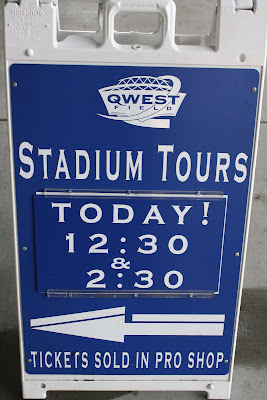 QWEST
FIELD
STADIUM TOURS
TODAY!
12:30
&
2:30
TICKETS SOLD IN PRO SHOP